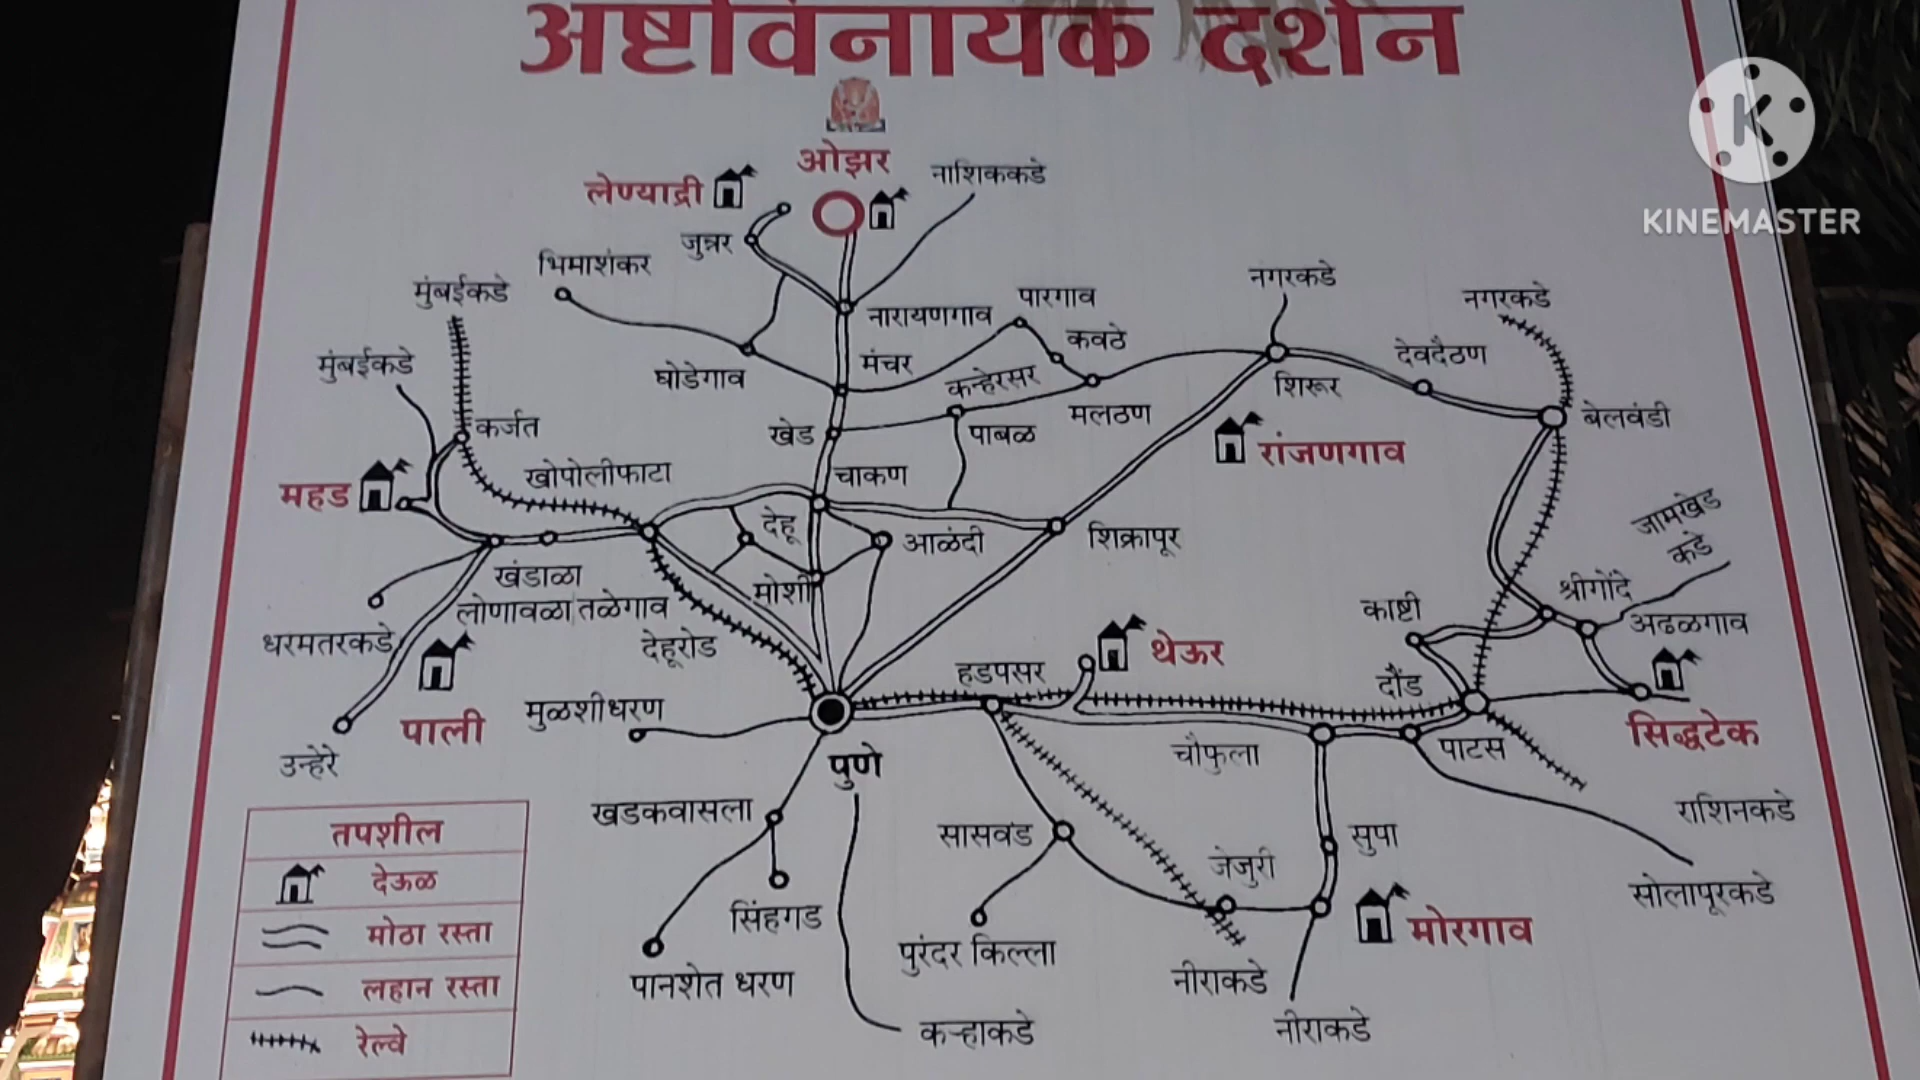 अष्टविनायक दर्शन
K
KINEMASTER
ओझर
लेण्याद्री
नाशिककडे
जुन्नर
भिमाशंकर
मुंबईकडे
नारायणगाव
पारगाव
नगरकडे
नगरकडे
मुंबईकडे
घोडेगाव
मंचर
कवठे
कन्हेरसर
मलठण
शिरूर
देवदैठण
बेलवंडी
कर्जत
खेड
पाबळ
रांजणगाव
महड
खोपोलीफाटा
चाकण
देहू
आळंदी
शिक्रापूर
जामखेड
कडे
खंडाळा
मोशी
लोणावळा तळेगाव
श्रीगोंदे
काष्टी
अढळगाव
धरमतरकडे
देहूरोड
हडपसर
थेऊर
दौंड
पाली
मुळशीधरण
सिद्धटेक
उन्हेरे
पुणे
चौफुला
पाटस
खडकवासला
सासवड
सुपा
राशिनकडे
जेजुरी
सोलापूरकडे
सिंहगड
मोरगाव
पुरंदर किल्ला
पानशेत धरण
नीराकडे
कऱ्हाकडे
नीराकडे
तपशील
देऊळ
मोठा रस्ता
लहान रस्ता
रेल्वे